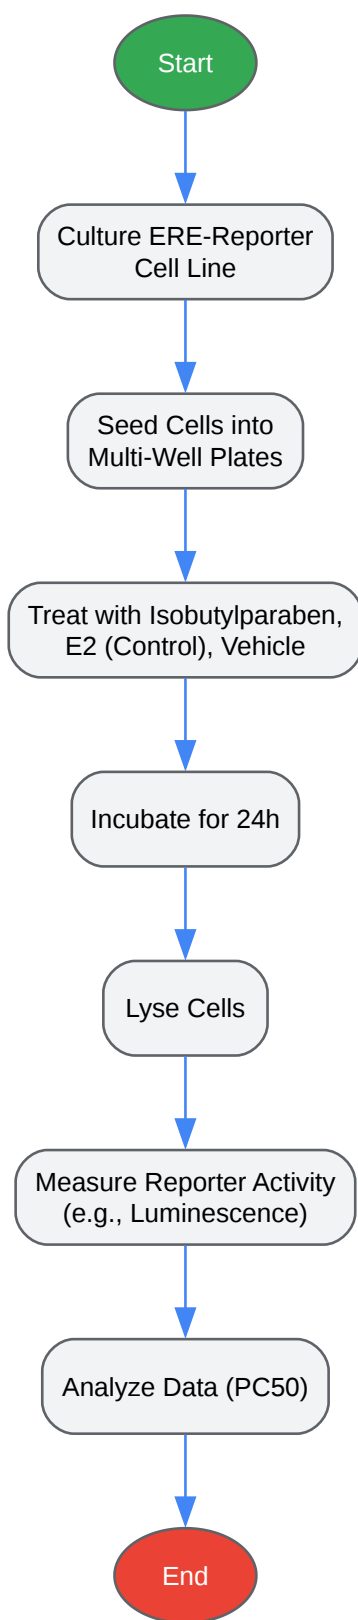 Start
Culture ERE-Reporter
Cell Line
Seed Cells into
Multi-Well Plates
Treat with Isobutylparaben,
E2 (Control), Vehicle
Incubate for 24h
Lyse Cells
Measure Reporter Activity
(e.g., Luminescence)
Analyze Data (PC50)
End